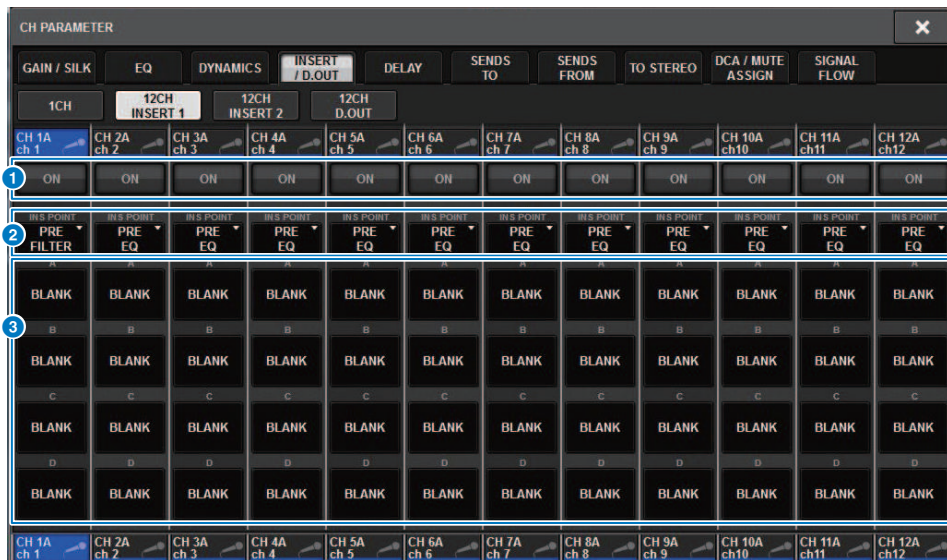 CH PARAMETER ×
GAIN / SILK EQ DYNAMICS INSERT / D.OUT DELAY SENDS TO SENDS FROM TO STEREO DCA / MUTE ASSIGN SIGNAL FLOW
1CH 12CH INSERT 1 12CH INSERT 2 12CH D.OUT
CH 1A CH 2A CH 3A CH 4A CH 5A CH 6A CH 7A CH 8A CH 9A CH 10A CH 11A CH 12A
ch 1 ch 2 ch 3 ch 4 ch 5 ch 6 ch 7 ch 8 ch 9 ch10 ch11 ch12
1 ON ON ON ON ON ON ON ON ON ON ON ON
INS POINT INS POINT INS POINT INS POINT INS POINT INS POINT INS POINT INS POINT INS POINT INS POINT INS POINT INS POINT
2 PRE PRE PRE PRE PRE PRE PRE PRE PRE PRE PRE PRE
FILTER EQ EQ EQ EQ EQ EQ EQ EQ EQ EQ EQ
A A A A A A A A A A A A
BLANK BLANK BLANK BLANK BLANK BLANK BLANK BLANK BLANK BLANK BLANK BLANK
3 B B B B B B B B B B B B
BLANK BLANK BLANK BLANK BLANK BLANK BLANK BLANK BLANK BLANK BLANK BLANK
C C C C C C C C C C C C
BLANK BLANK BLANK BLANK BLANK BLANK BLANK BLANK BLANK BLANK BLANK BLANK
D D D D D D D D D D D D
BLANK BLANK BLANK BLANK BLANK BLANK BLANK BLANK BLANK BLANK BLANK BLANK
CH 1A CH 2A CH 3A CH 4A CH 5A CH 6A CH 7A CH 8A CH 9A CH 10A CH 11A CH 12A
ch 1 ch 2 ch 3 ch 4 ch 5 ch 6 ch 7 ch 8 ch 9 ch10 ch11 ch12